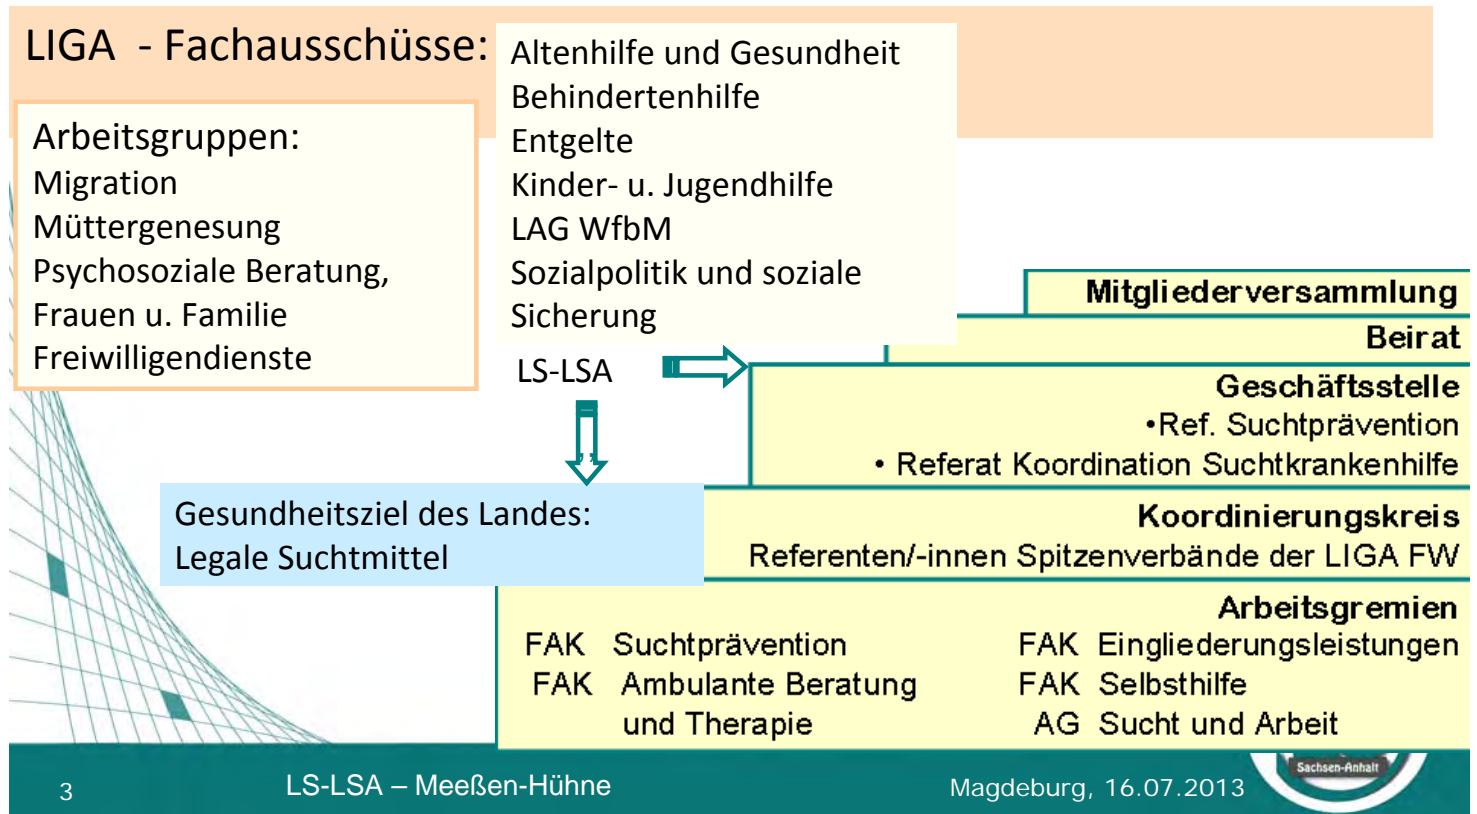 LIGA - Fachausschüsse:
Altenhilfe und Gesundheit
Behindertenhilfe
Entgelte
Kinder- u. Jugendhilfe
LAG WfbM
Sozialpolitik und soziale
Sicherung
LS-LSA
Arbeitsgruppen:
Migration
Müttergenesung
Psychosoziale Beratung,
Frauen u. Familie
Freiwilligendienste
Gesundheitsziel des Landes:
Legale Suchtmittel
Mitgliederversammlung
Beirat
Geschäftsstelle
•Ref. Suchtprävention
• Referat Koordination Suchtkrankenhilfe
Koordinierungskreis
Referenten/-innen Spitzenverbände der LIGA FW
Arbeitsgremien
FAK Suchtprävention
FAK Ambulante Beratung
und Therapie
FAK Eingliederungsleistungen
FAK Selbsthilfe
AG Sucht und Arbeit
3
LS-LSA – Meeßen-Hühne
Magdeburg, 16.07.2013
Sachsen-Anhalt